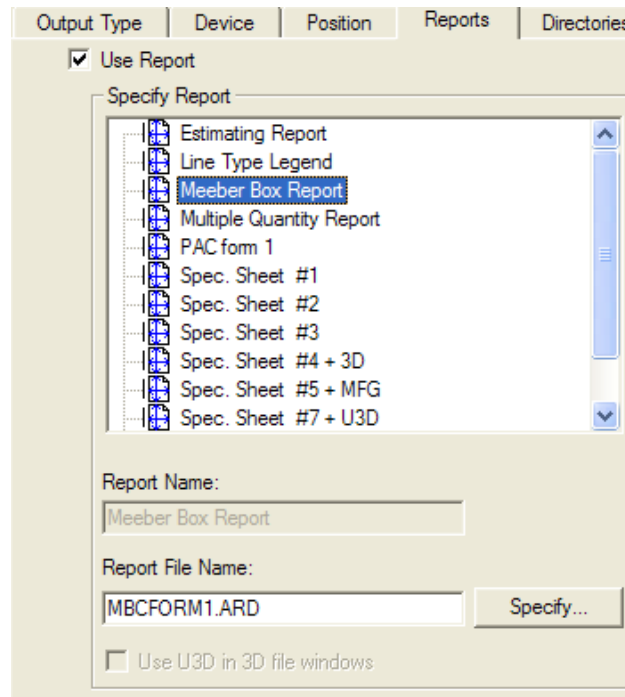 Output Type Device Position Reports Directories
Use Report
Specify Report
Estimating Report
Line Type Legend
Meeber Box Report
Multiple Quantity Report
PAC form 1
Spec. Sheet #1
Spec. Sheet #2
Spec. Sheet #3
Spec. Sheet #4 + 3D
Spec. Sheet #5 + MFG
Spec. Sheet #7 + U3D
Report Name:
Meeber Box Report
Report File Name:
MBCFORM1.ARD Specify...
Use U3D in 3D file windows